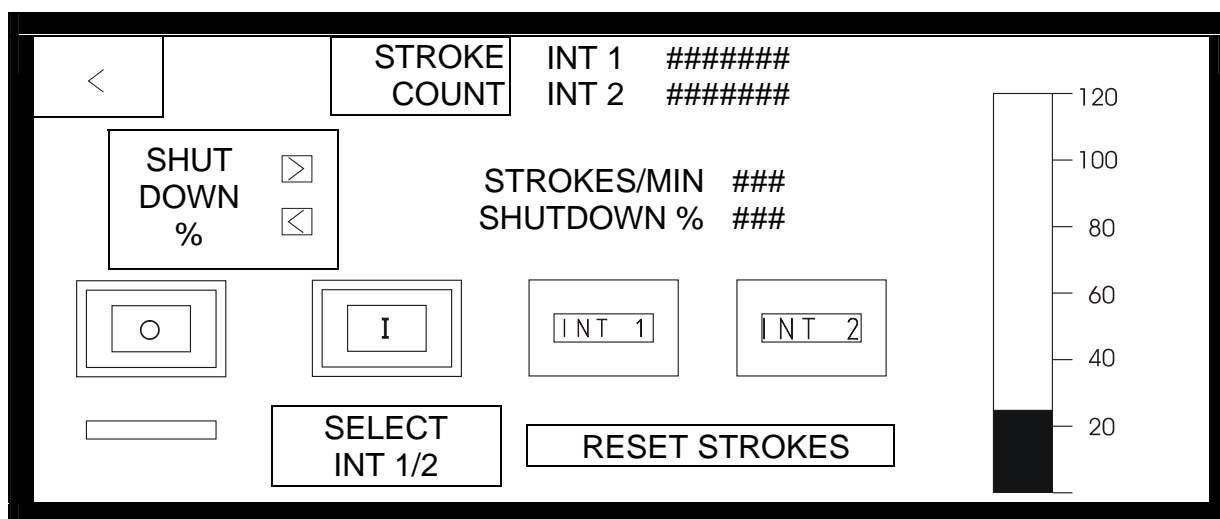 <
STROKE INT 1 #######
COUNT INT 2 #######
SHUT >
DOWN
% <
STROKES/MIN ###
SHUTDOWN % ###
O
I
INT 1
INT 2
SELECT
INT 1/2
RESET STROKES
120
100
80
60
40
20